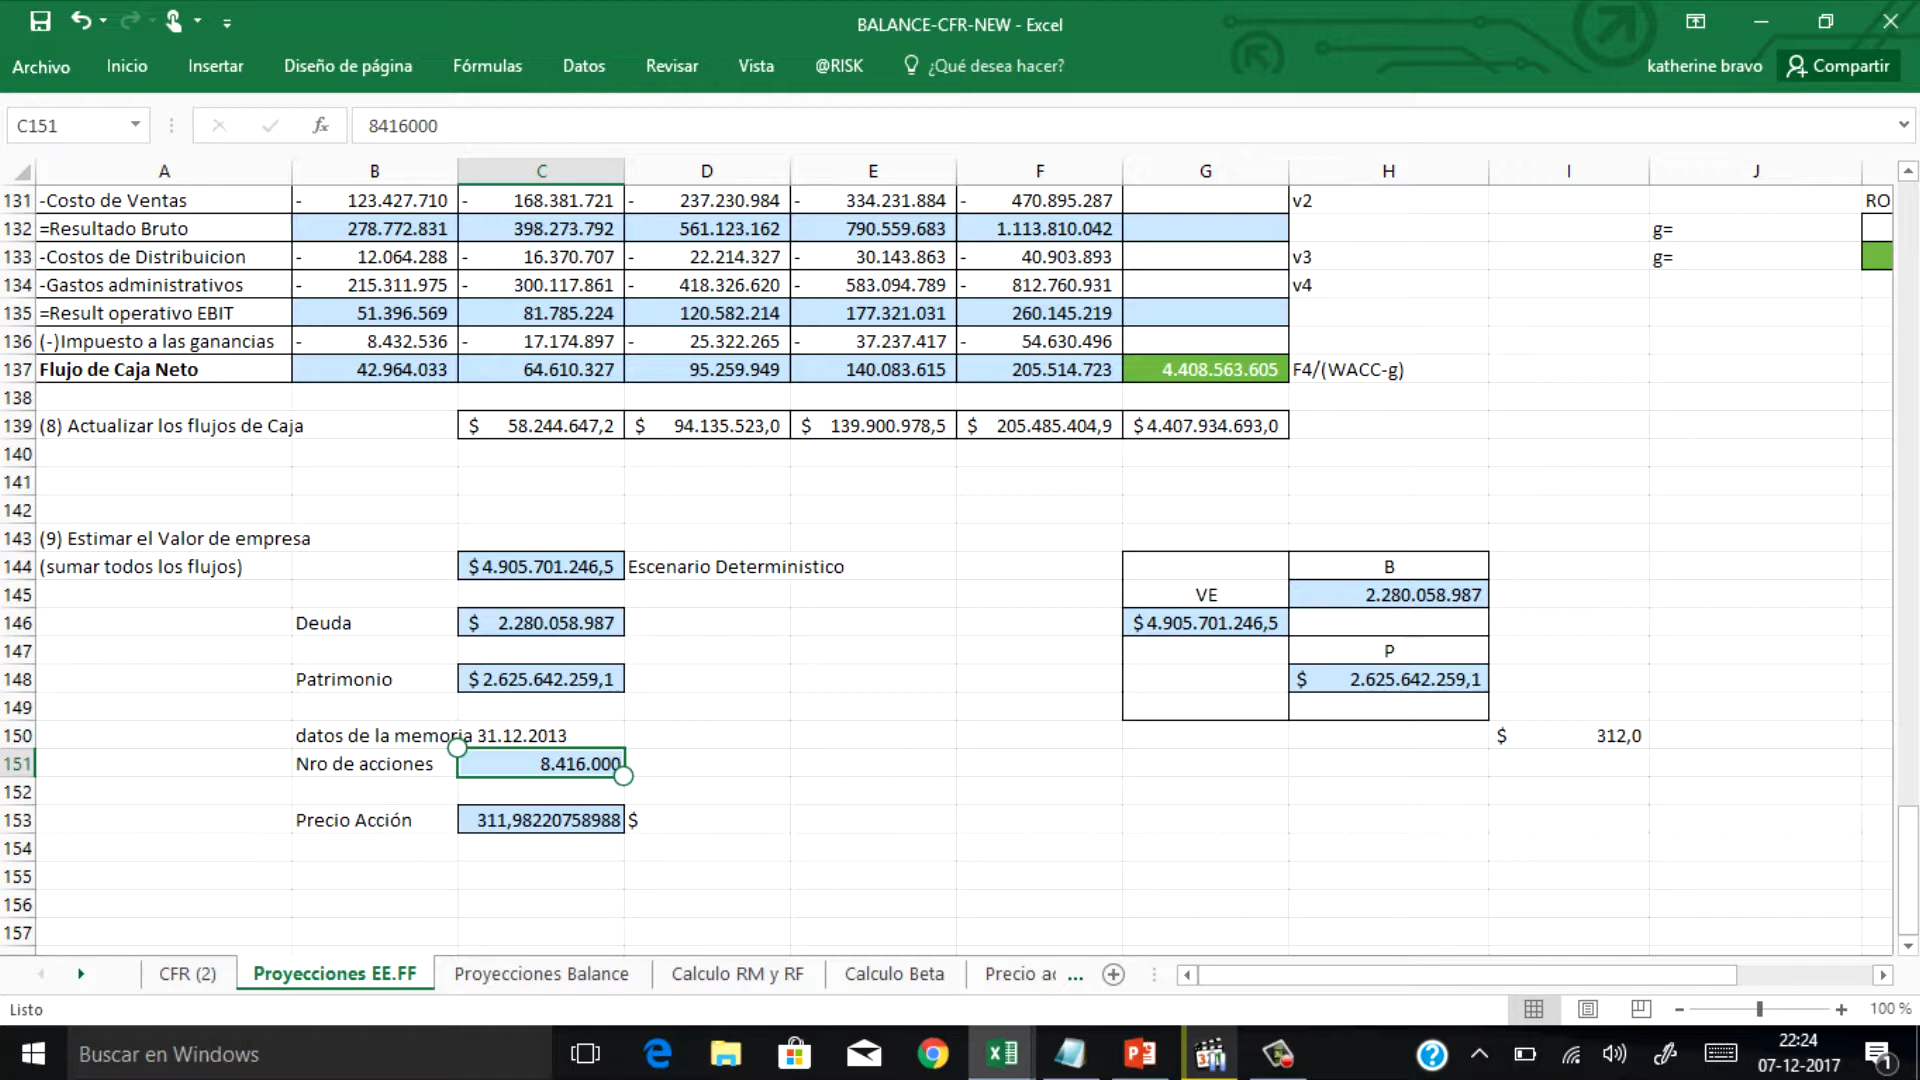 BALANCE-CFR-NEW - Excel
Archivo Inicio Insertar Diseño de página Fórmulas Datos Revisar Vista @RISK ¿Qué desea hacer? katherine bravo Compartir
C151 fx 8416000
A B C D E F G H I J
131 -Costo de Ventas - 123.427.710 - 168.381.721 - 237.230.984 - 334.231.884 - 470.895.287 v2 RO
132 =Resultado Bruto 278.772.831 398.273.792 561.123.162 790.559.683 1.113.810.042 g=
133 -Costos de Distribuicion - 12.064.288 - 16.370.707 - 22.214.327 - 30.143.863 - 40.903.893 v3 g=
134 -Gastos administrativos - 215.311.975 - 300.117.861 - 418.326.620 - 583.094.789 - 812.760.931 v4
135 =Result operativo EBIT 51.396.569 81.785.224 120.582.214 177.321.031 260.145.219
136 (-)Impuesto a las ganancias - 8.432.536 - 17.174.897 - 25.322.265 - 37.237.417 - 54.630.496
137 Flujo de Caja Neto 42.964.033 64.610.327 95.259.949 140.083.615 205.514.723 4.408.563.605 F4/(WACC-g)
138
139 (8) Actualizar los flujos de Caja $ 58.244.647,2 $ 94.135.523,0 $ 139.900.978,5 $ 205.485.404,9 $ 4.407.934.693,0
140
141
142
143 (9) Estimar el Valor de empresa
144 (sumar todos los flujos) $ 4.905.701.246,5 Escenario Deterministico B
145 VE 2.280.058.987
146 Deuda $ 2.280.058.987 $ 4.905.701.246,5
147 P
148 Patrimonio $ 2.625.642.259,1 $ 2.625.642.259,1
149
150 datos de la memoria 31.12.2013 $ 312,0
151 Nro de acciones 8.416.000
152
153 Precio Acción 311,98220758988 $
154
155
156
157
CFR (2) Proyecciones EE.FF Proyecciones Balance Calculo RM y RF Calculo Beta Precio ac ...
Listo 100 %
Buscar en Windows 22:24
07-12-2017 1